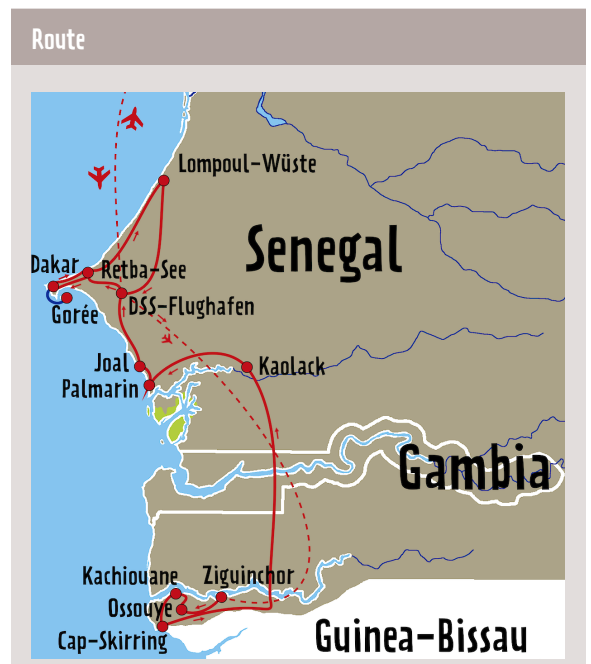 Route
Lompoul-Wüste
Senegal
Dakar
Retba-See
Gorée
DSS-Flughafen
Joal
Kaolack
Palmarin
Gambia
Kachiouane
Ziguinchor
Ossouye
Cap-Skirring
Guinea-Bissau